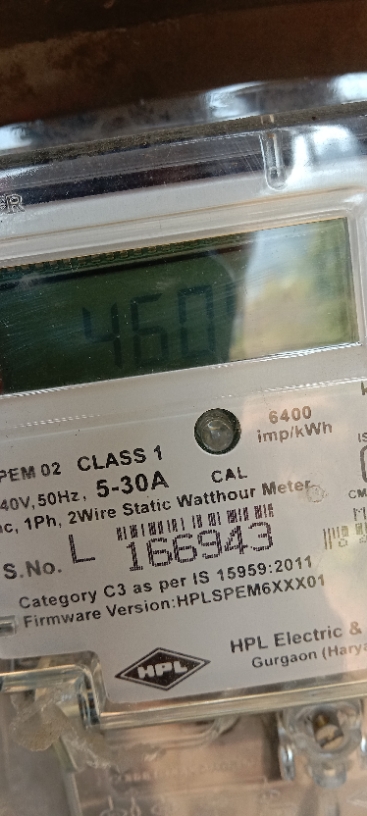 ER
460
6400
imp/kWh
PEM 02 CLASS 1
40V, 50Hz, 5-30A CAL
1Ph, 2Wire Static Watthour Meter
S.No. L 166943
Category C3 as per IS 15959:2011
Firmware Version:HPLSPEM6XXX01
HPL
HPL Electric &
Gurgaon (Harya